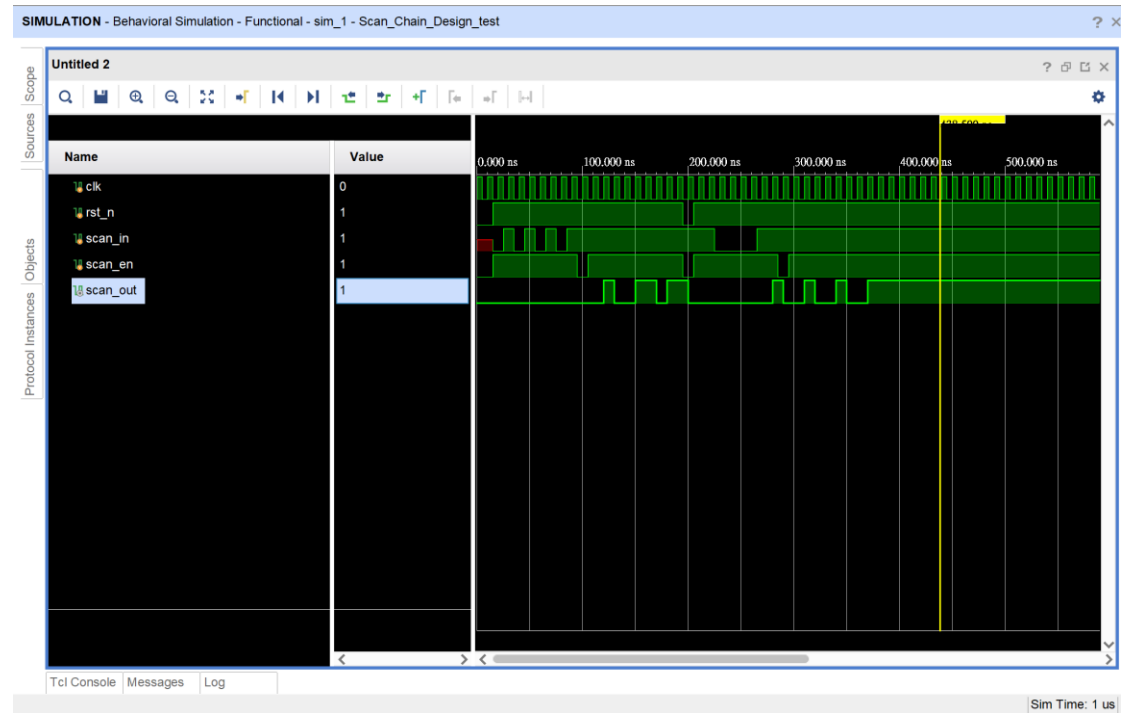 SIMULATION - Behavioral Simulation - Functional - sim_1 - Scan_Chain_Design_test
Scope
Sources
Objects
Protocol Instances
Untitled 2
Name
Value
0.000 ns 100.000 ns 200.000 ns 300.000 ns 400.000 ns 500.000 ns
clk 0
rst_n 1
scan_in 1
scan_en 1
scan_out 1
Tcl Console Messages Log
Sim Time: 1 us